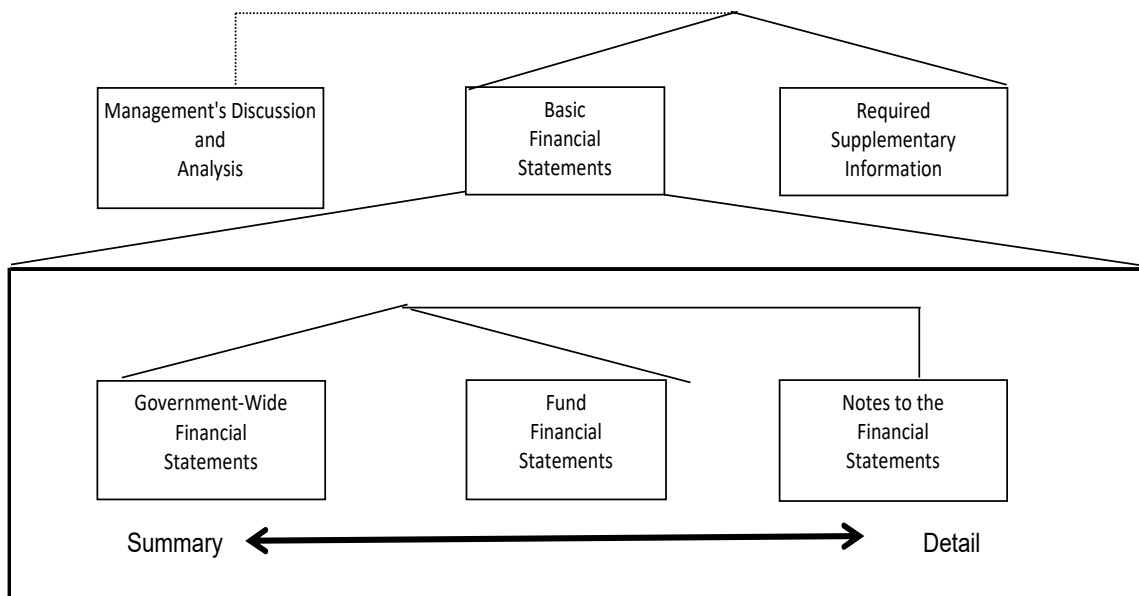 Management's Discussion
and
Analysis
Basic
Financial
Statements
Required
Supplementary
Information
Government-Wide
Financial
Statements
Fund
Financial
Statements
Notes to the
Financial
Statements
Summary
Detail